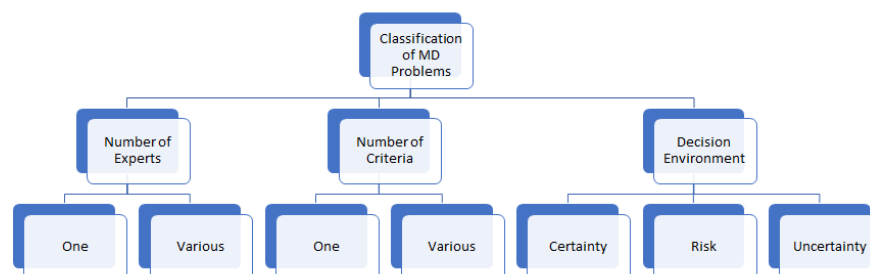 Classification
of MD
Problems
Number of
Experts
Number of
Criteria
Decision
Environment
One
Various
One
Various
Certainty
Risk
Uncertainty